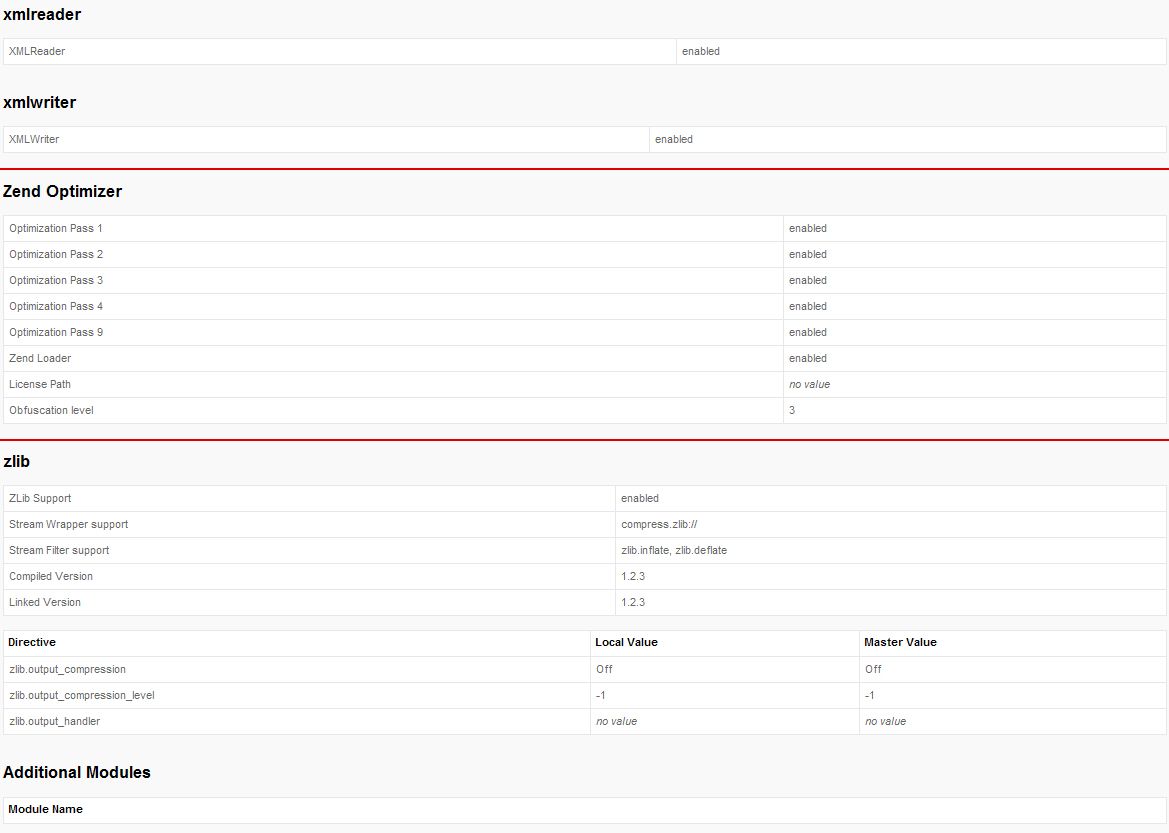 xmlreader
XMLReader enabled
xmlwriter
XMLWriter enabled
Zend Optimizer
Optimization Pass 1 enabled
Optimization Pass 2 enabled
Optimization Pass 3 enabled
Optimization Pass 4 enabled
Optimization Pass 9 enabled
Zend Loader enabled
License Path no value
Obfuscation level 3
zlib
ZLib Support enabled
Stream Wrapper support compress.zlib://
Stream Filter support zlib.inflate, zlib.deflate
Compiled Version 1.2.3
Linked Version 1.2.3
Directive Local Value Master Value
zlib.output_compression Off Off
zlib.output_compression_level -1 -1
zlib.output_handler no value no value
Additional Modules
Module Name